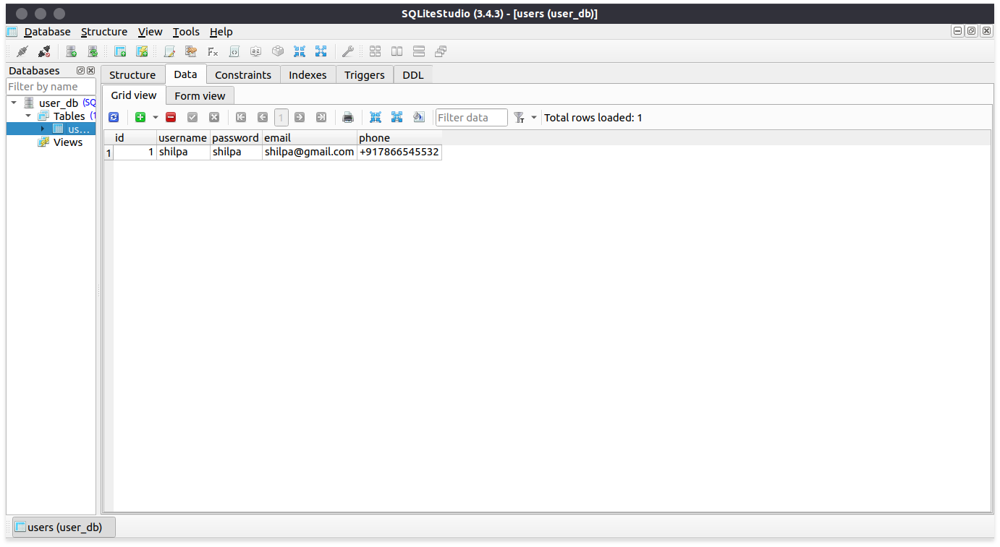 SQLiteStudio (3.4.3) - [users (user_db)]
Database Structure View Tools Help
Databases
Filter by name
user_db (SQ
Tables (1
us...
Views
Structure Data Constraints Indexes Triggers DDL
Grid view Form view
1 Filter data Total rows loaded: 1
id username password email phone
1 1 shilpa shilpa shilpa@gmail.com +917866545532
users (user_db)